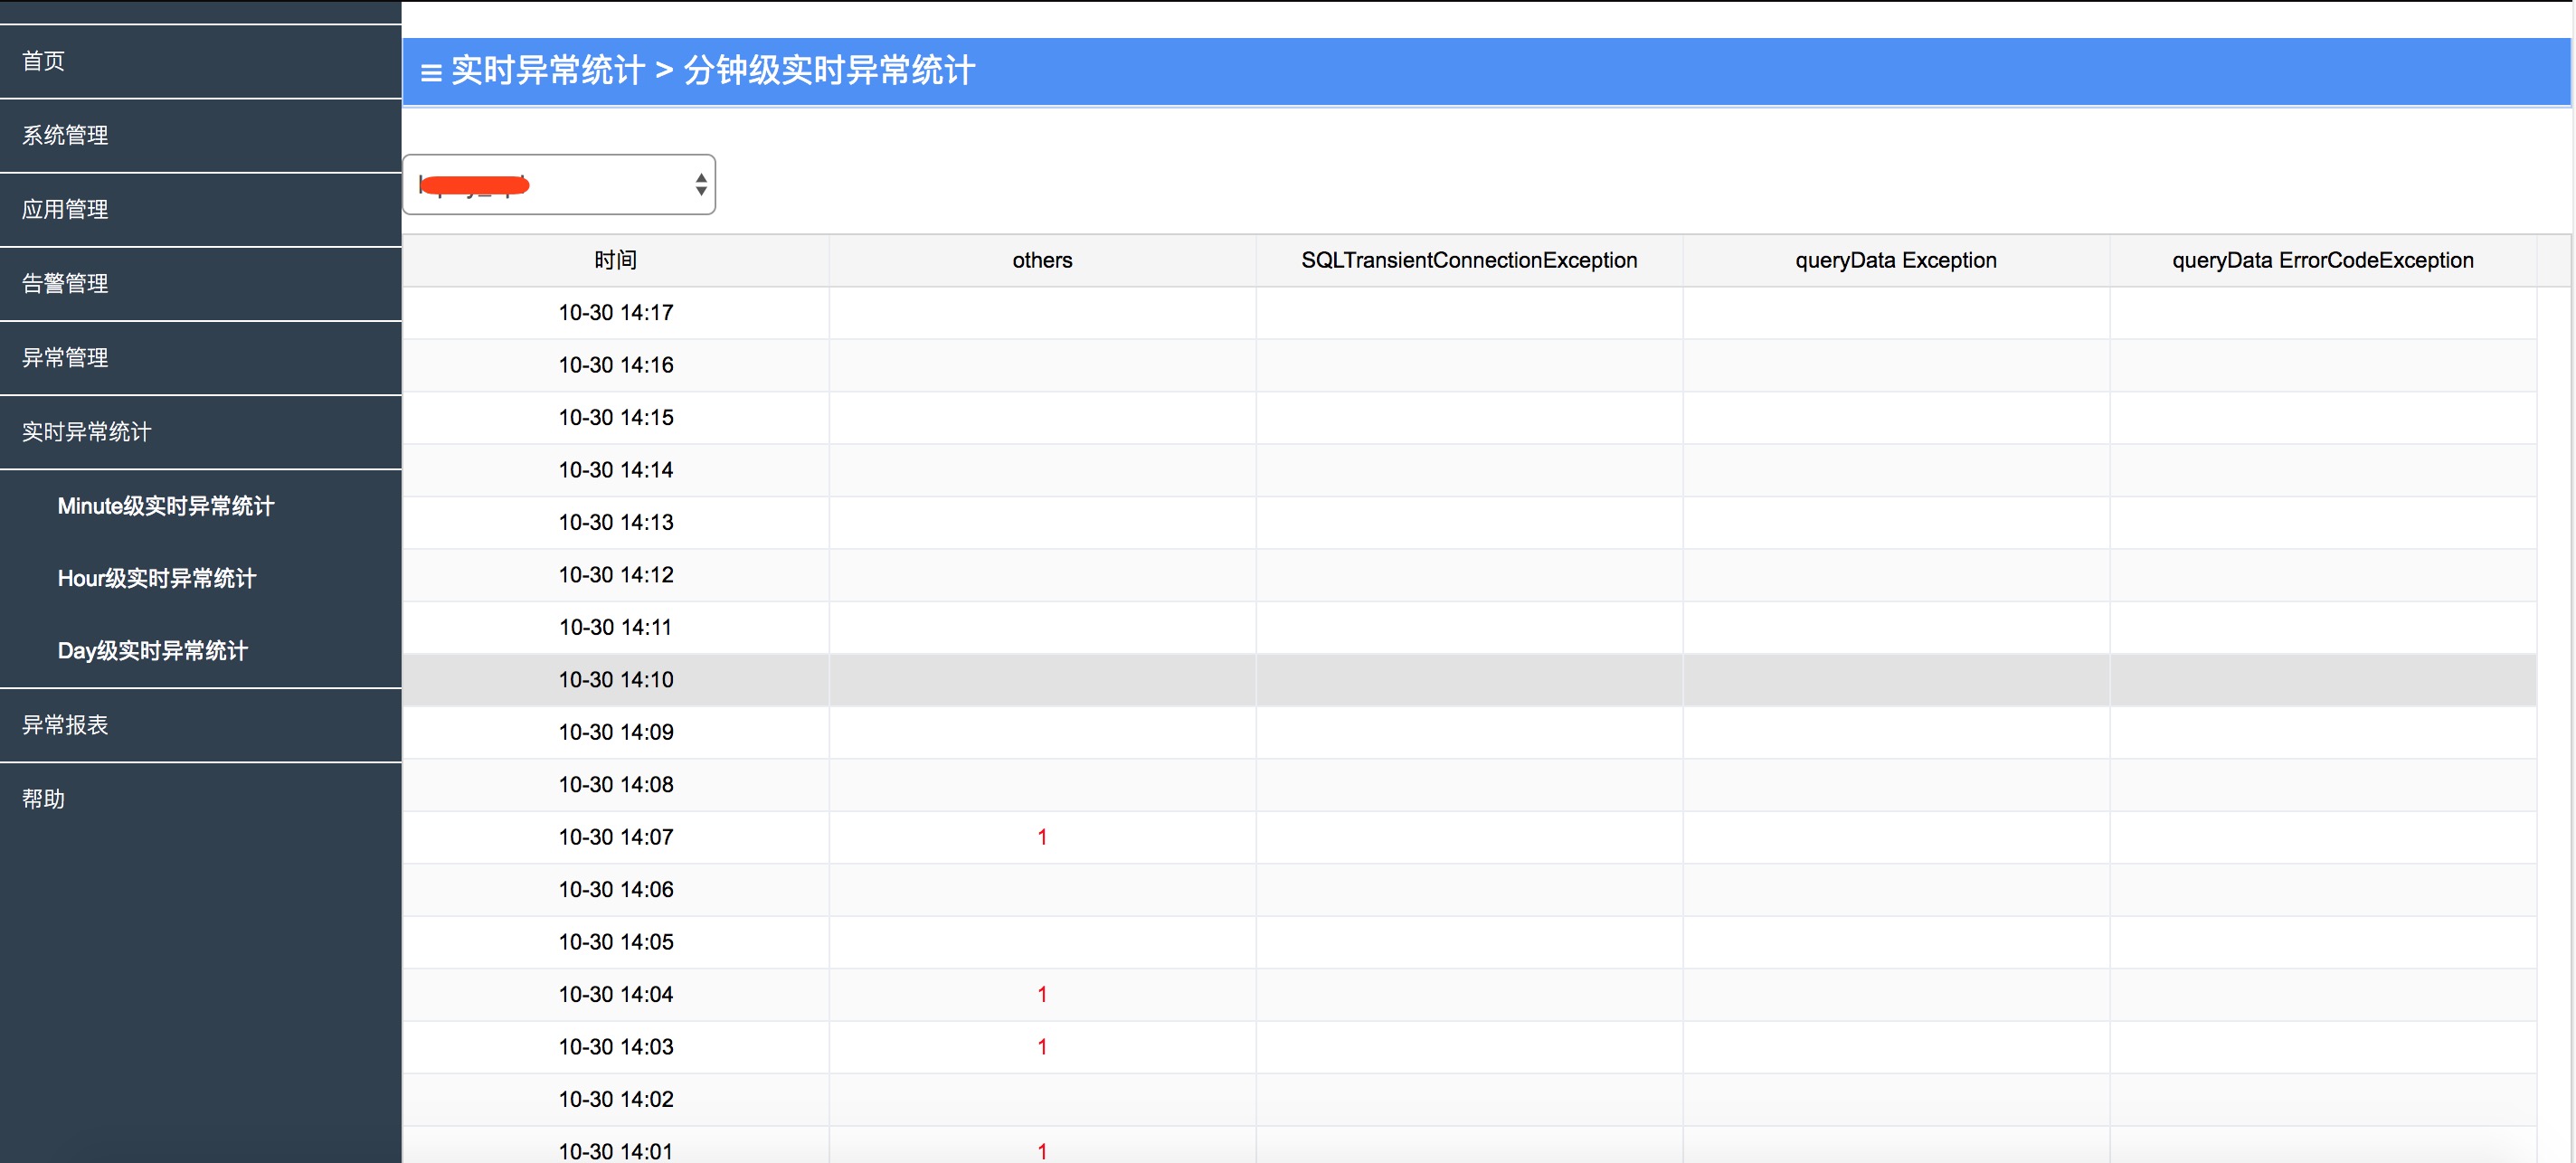 首页
系统管理
应用管理
告警管理
异常管理
实时异常统计
Minute级实时异常统计
Hour级实时异常统计
Day级实时异常统计
异常报表
帮助
≡ 实时异常统计 > 分钟级实时异常统计
时间 others SQLTransientConnectionException queryData Exception queryData ErrorCodeException
10-30 14:17
10-30 14:16
10-30 14:15
10-30 14:14
10-30 14:13
10-30 14:12
10-30 14:11
10-30 14:10
10-30 14:09
10-30 14:08
10-30 14:07 1
10-30 14:06
10-30 14:05
10-30 14:04 1
10-30 14:03 1
10-30 14:02
10-30 14:01 1